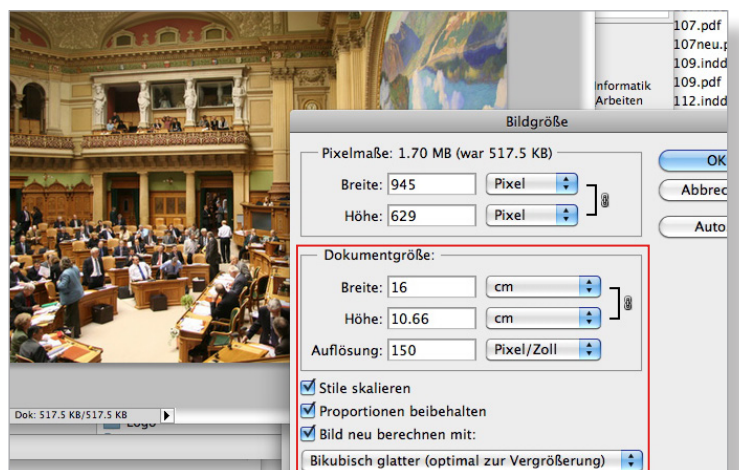 107.pdf
107neu.p
109.indd
Informatik 109.pdf
Arbeiten 112.indd
Bildgröße
Pixelmaße: 1.70 MB (war 517.5 KB)
OK
Breite: 945 Pixel
Abbrec
Höhe: 629 Pixel
Auto
Dokumentgröße:
Breite: 16 cm
Höhe: 10.66 cm
Auflösung: 150 Pixel/Zoll
Stile skalieren
Dok: 517.5 KB/517.5 KB
Proportionen beibehalten
Bild neu berechnen mit:
Bikubisch glatter (optimal zur Vergrößerung)